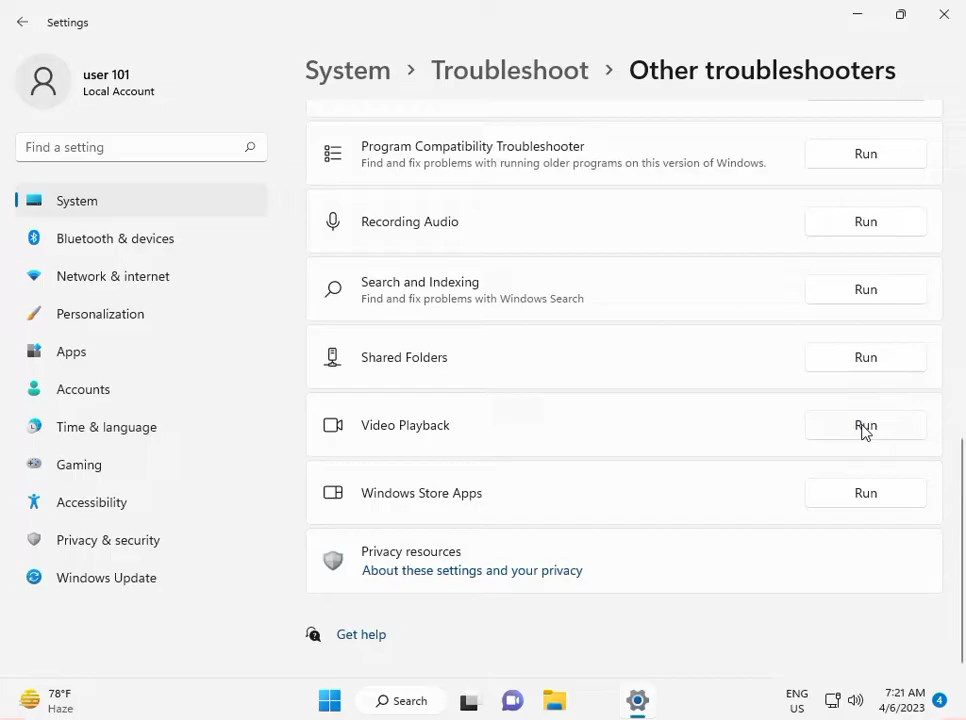 Settings
user 101
Local Account
Find a setting
System
Bluetooth & devices
Network & internet
Personalization
Apps
Accounts
Time & language
Gaming
Accessibility
Privacy & security
Windows Update
System > Troubleshoot > Other troubleshooters
Program Compatibility Troubleshooter
Find and fix problems with running older programs on this version of Windows.
Run
Recording Audio
Run
Search and Indexing
Find and fix problems with Windows Search
Run
Shared Folders
Run
Video Playback
Run
Windows Store Apps
Run
Privacy resources
About these settings and your privacy
Get help
78°F
Haze
Search
ENG
US
7:21 AM
4/6/2023
4